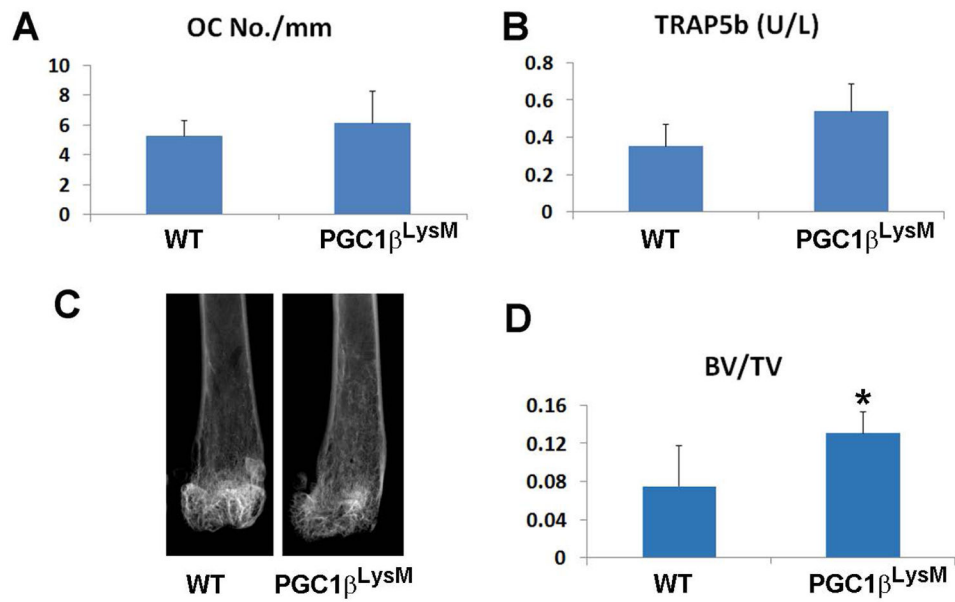 A
OC No./mm
10
8
6
4
2
0
WT PGC1β^LysM
B
TRAP5b (U/L)
0.8
0.6
0.4
0.2
0
WT PGC1β^LysM
C
WT PGC1β^LysM
D
BV/TV
0.16
0.12
0.08
0.04
0
*
WT PGC1β^LysM